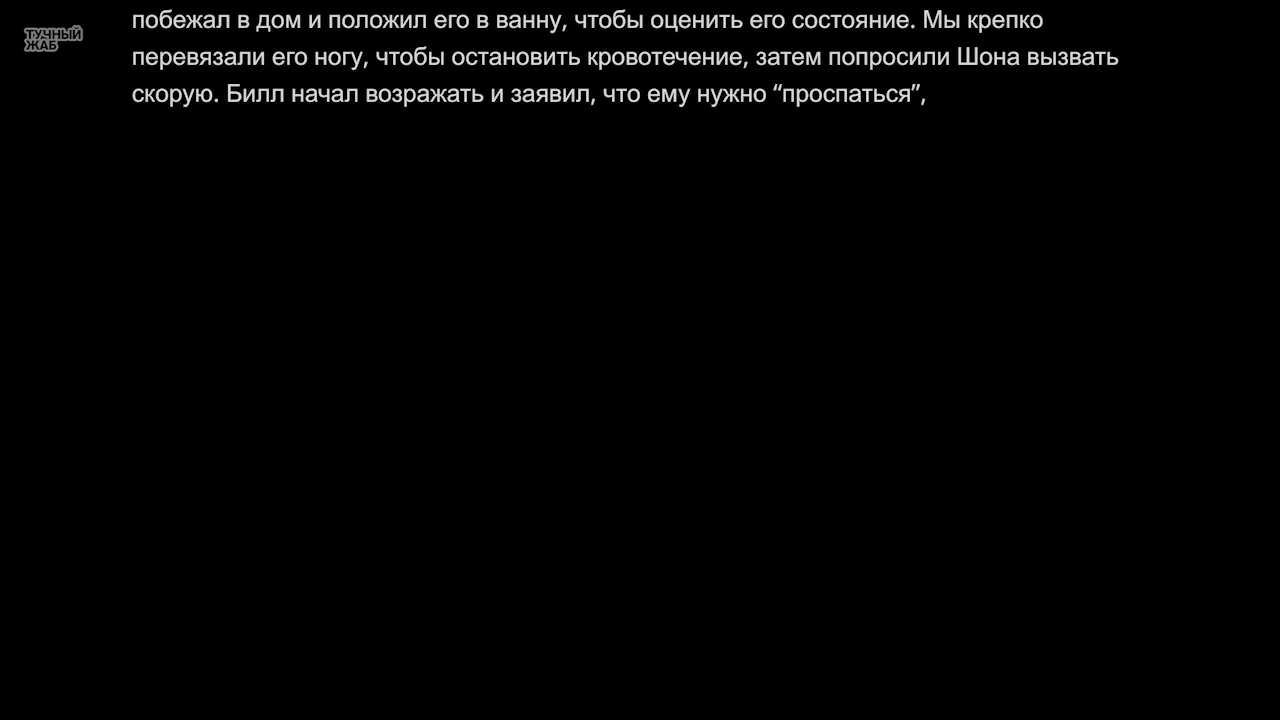 ТУЧНЫЙ
ЖАБ
побежал в дом и положил его в ванну, чтобы оценить его состояние. Мы крепко
перевязали его ногу, чтобы остановить кровотечение, затем попросили Шона вызвать
скорую. Билл начал возражать и заявил, что ему нужно “проспаться”,